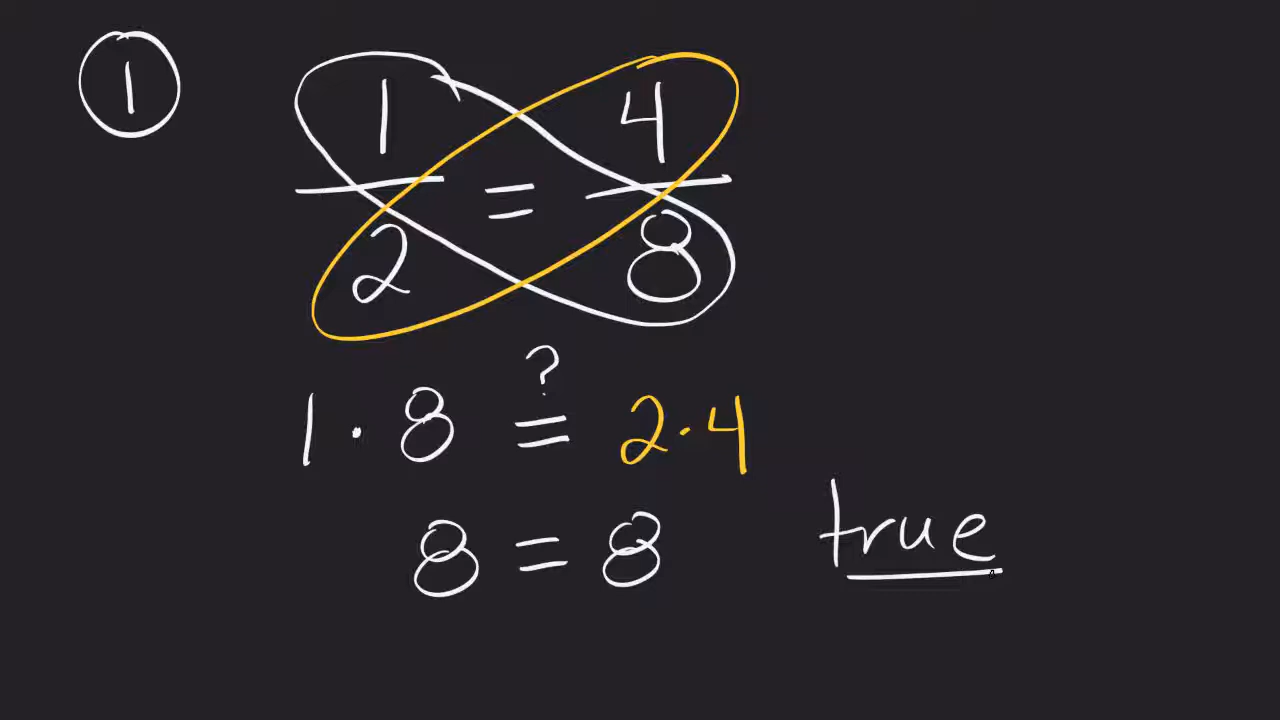 1
1/2 = 4/8
?
1 · 8 = 2 · 4
8 = 8 true